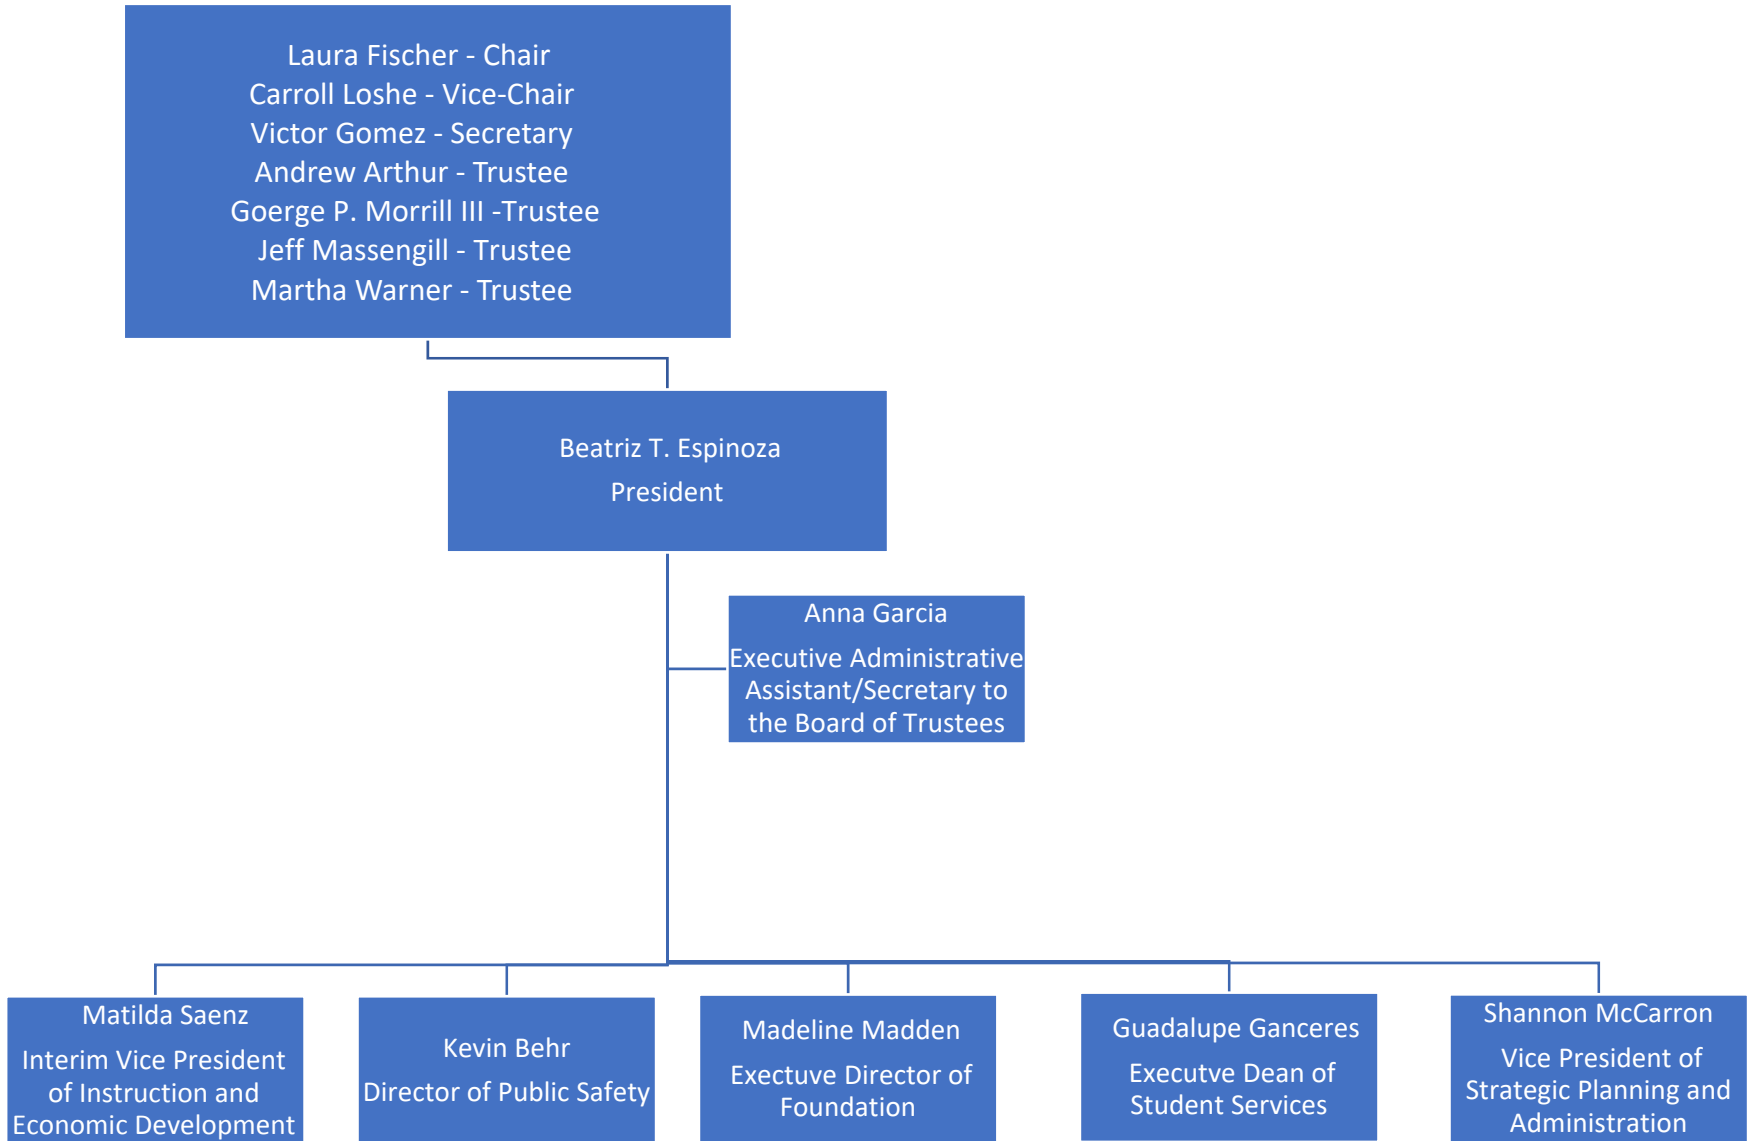 Laura Fischer - Chair
Carroll Loshe - Vice-Chair
Victor Gomez - Secretary
Andrew Arthur - Trustee
Goerge P. Morrill III -Trustee
Jeff Massengill - Trustee
Martha Warner - Trustee
Beatriz T. Espinoza
President
Anna Garcia
Executive Administrative
Assistant/Secretary to
the Board of Trustees
Matilda Saenz
Interim Vice President
of Instruction and
Economic Development
Kevin Behr
Director of Public Safety
Madeline Madden
Exectuve Director of
Foundation
Guadalupe Ganceres
Executve Dean of
Student Services
Shannon McCarron
Vice President of
Strategic Planning and
Administration